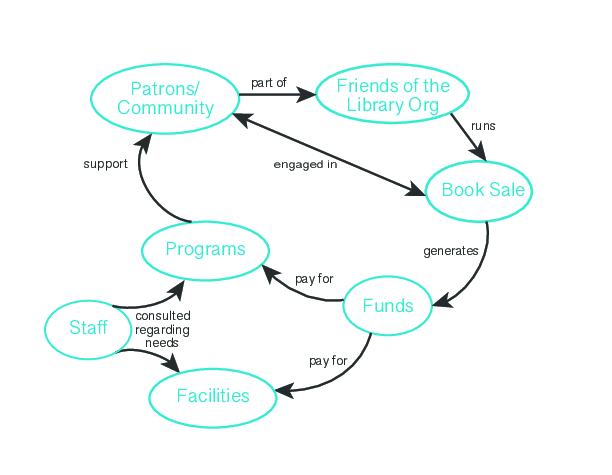 Patrons/
Community
part of
Friends of the
Library Org
runs
support
engaged in
Book Sale
Programs
generates
pay for
Funds
Staff
consulted
regarding
needs
pay for
Facilities